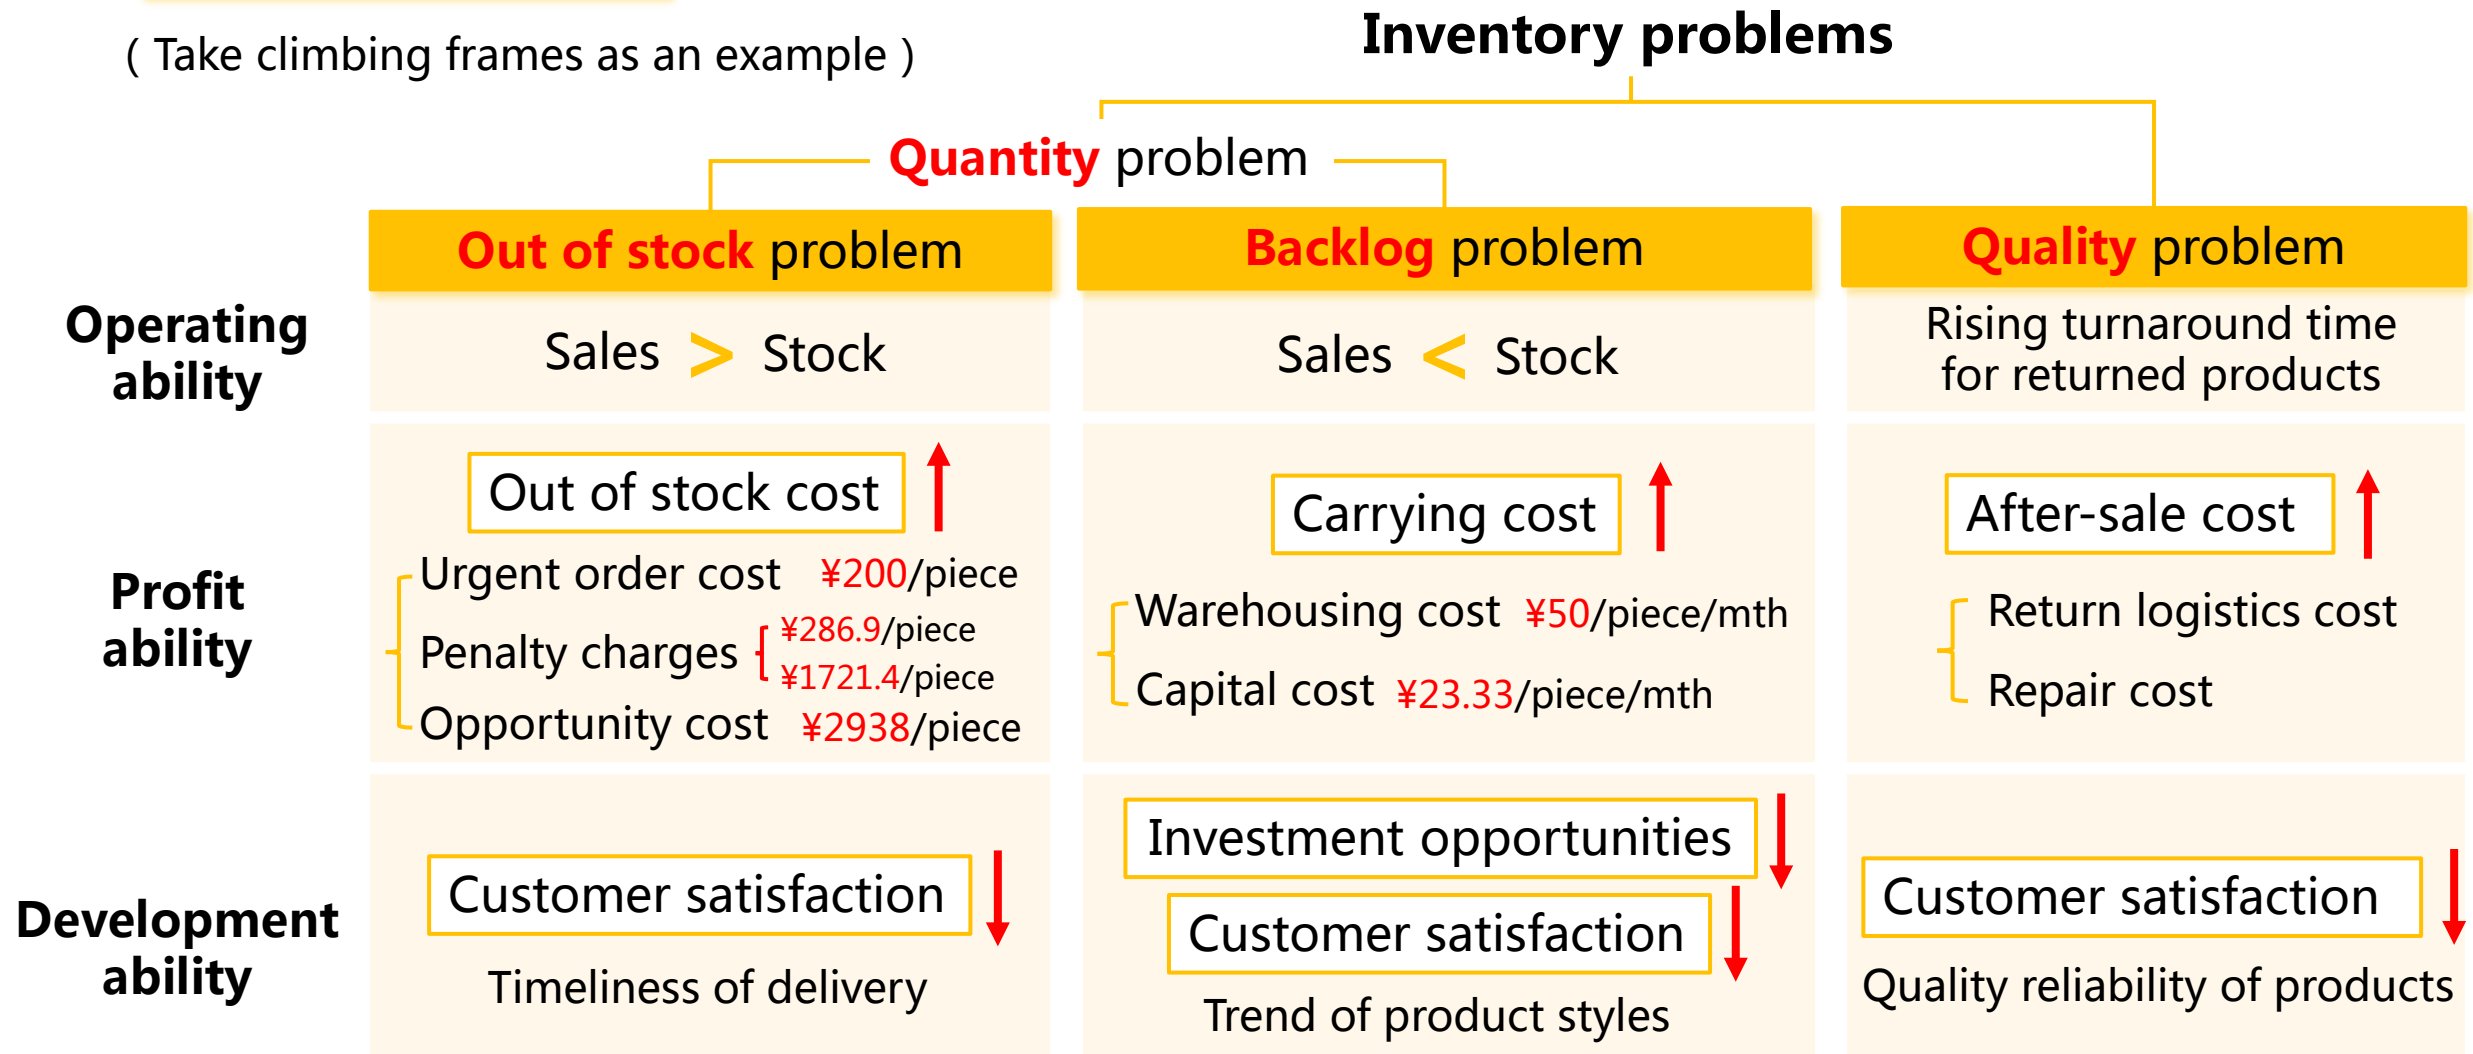 ( Take climbing frames as an example )
Inventory problems
Quantity problem
Out of stock problem
Backlog problem
Quality problem
Operating
ability
Sales > Stock
Sales < Stock
Rising turnaround time
for returned products
Profit
ability
Out of stock cost
Urgent order cost ¥200/piece
Penalty charges
¥286.9/piece
¥1721.4/piece
Opportunity cost ¥2938/piece
Carrying cost
Warehousing cost ¥50/piece/mth
Capital cost ¥23.33/piece/mth
After-sale cost
Return logistics cost
Repair cost
Development
ability
Customer satisfaction
Timeliness of delivery
Investment opportunities
Customer satisfaction
Trend of product styles
Customer satisfaction
Quality reliability of products